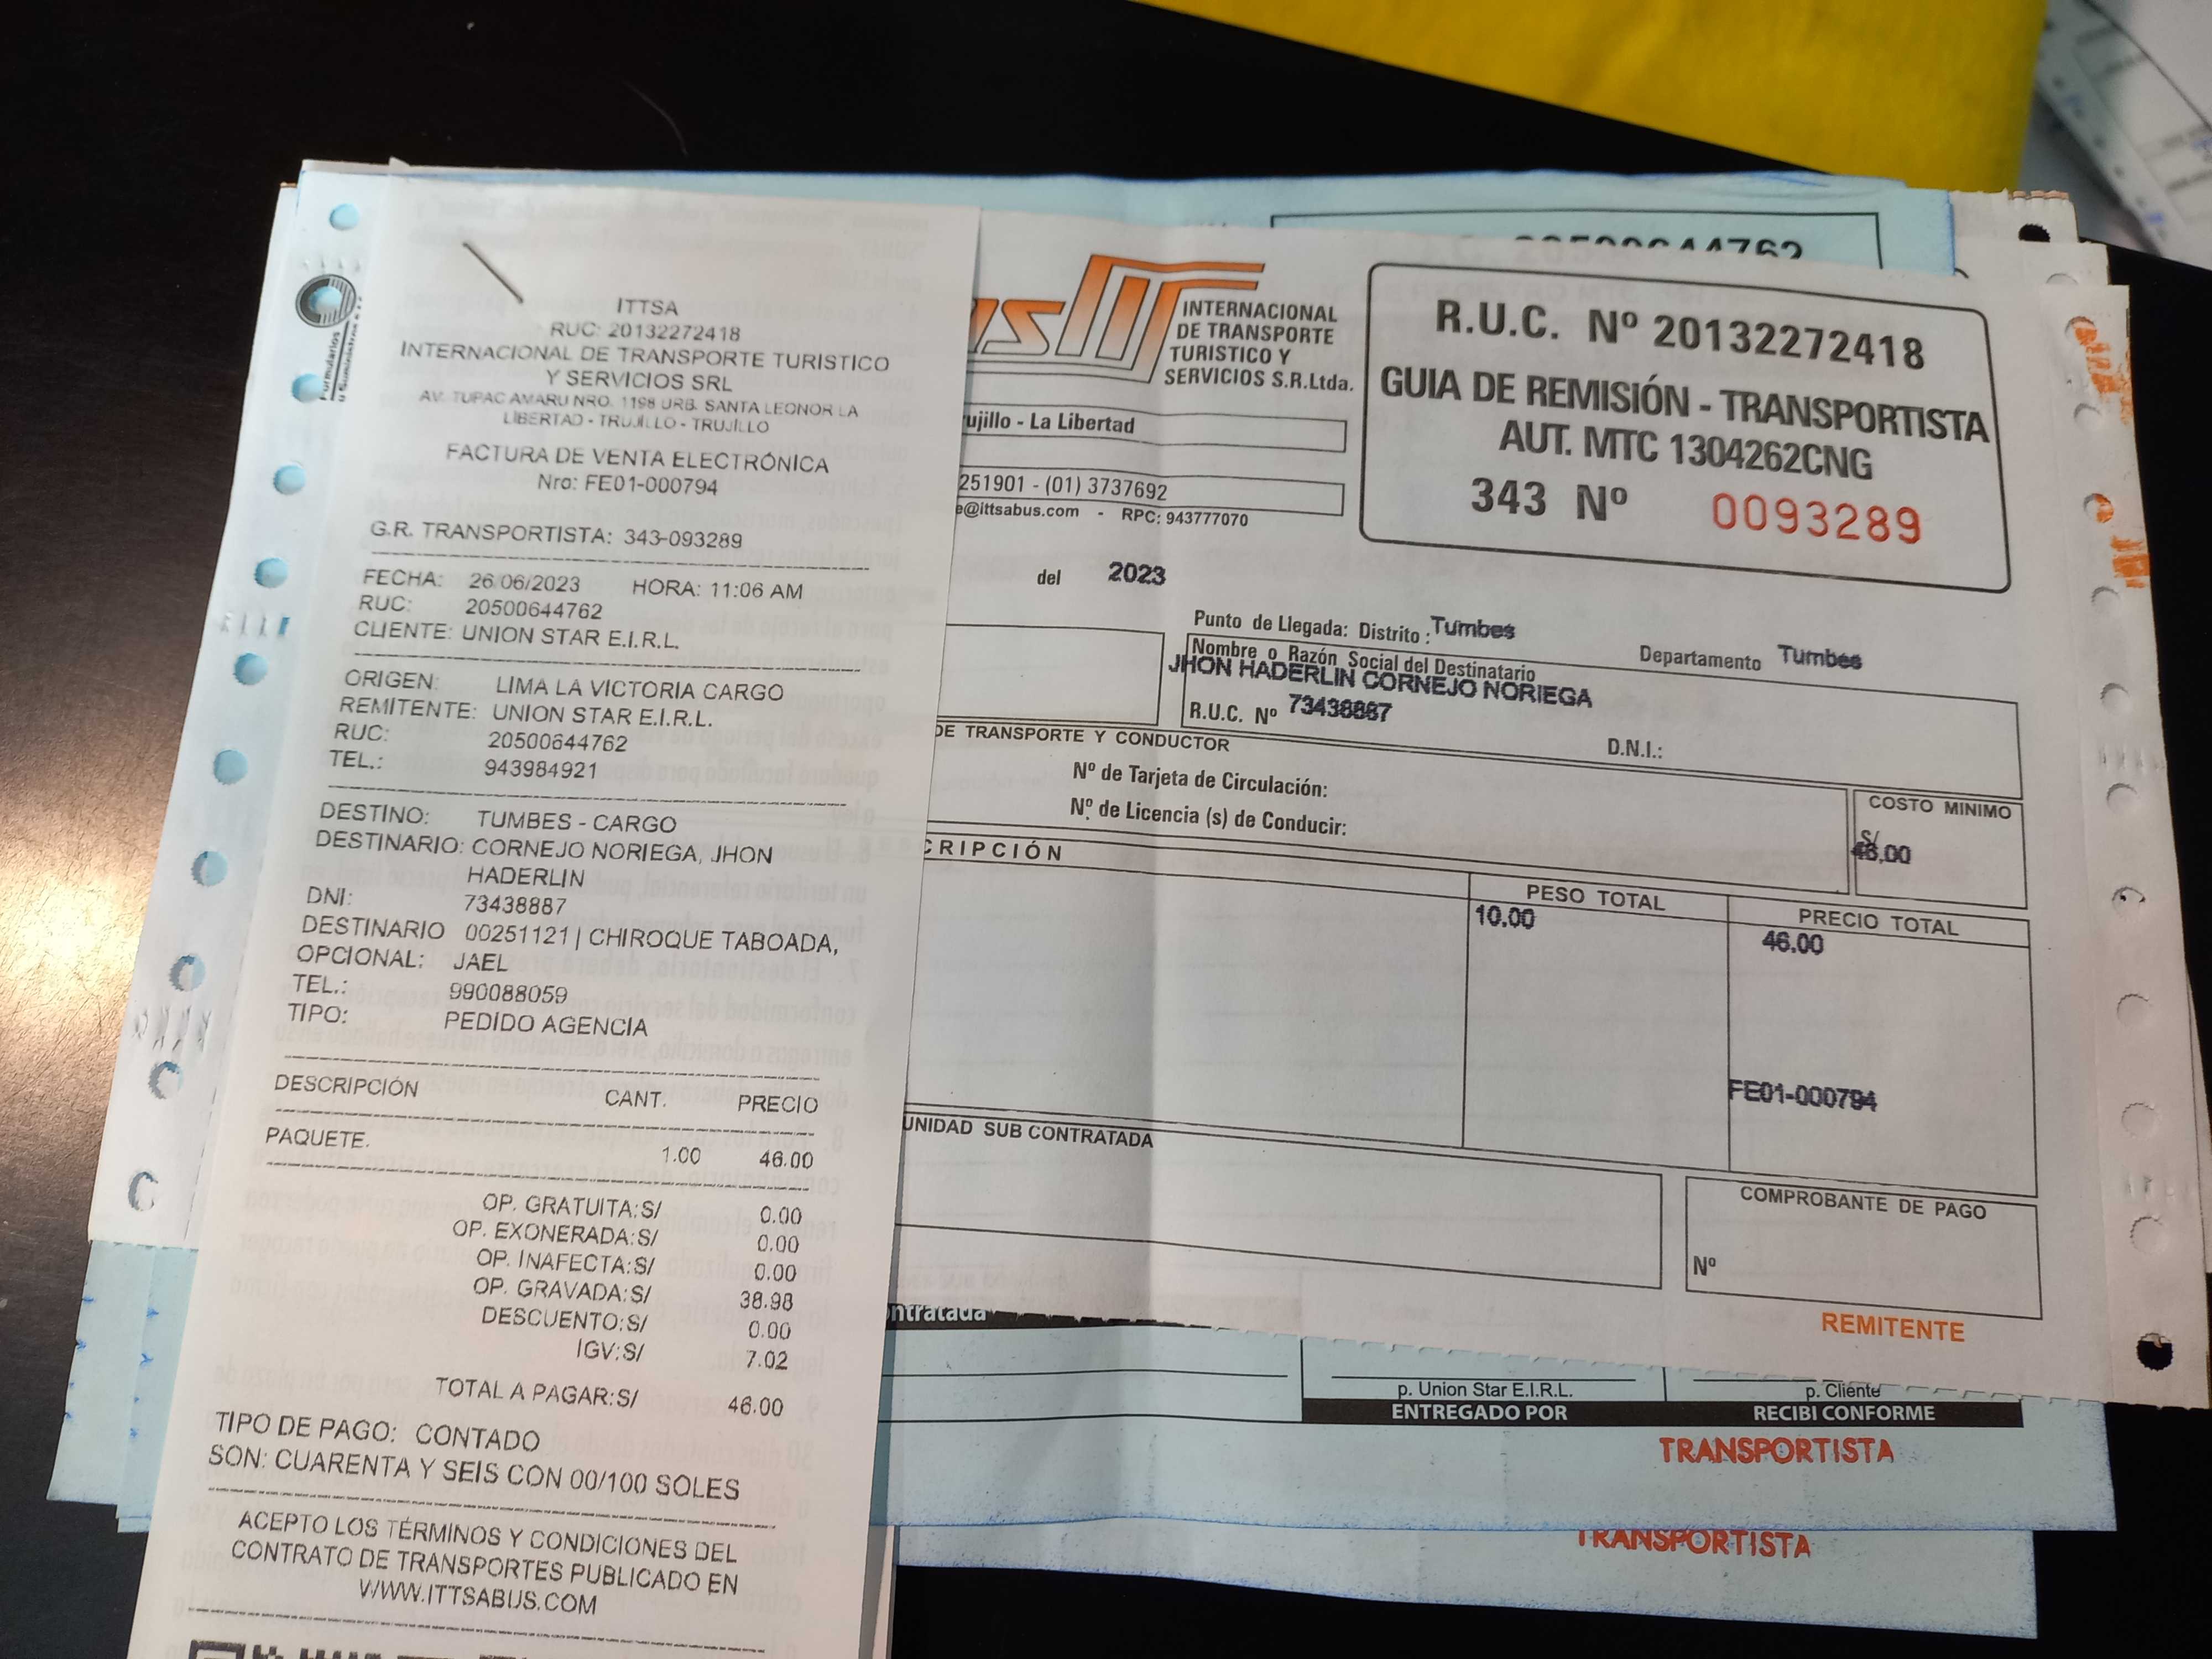 ITTSA
RUC: 20132272418
INTERNACIONAL DE TRANSPORTE TURISTICO
Y SERVICIOS SRL
AV. TUPAC AMARU NRO. 1198 URB. SANTA LEONOR LA
LIBERTAD - TRUJILLO - TRUJILLO
FACTURA DE VENTA ELECTRÓNICA
Nro: FE01-000794
G.R. TRANSPORTISTA: 343-093289
FECHA: 26/06/2023 HORA: 11:06 AM
RUC: 20500644762
CLIENTE: UNION STAR E.I.R.L.
ORIGEN: LIMA LA VICTORIA CARGO
REMITENTE: UNION STAR E.I.R.L.
RUC: 20500644762
TEL.: 943984921
DESTINO: TUMBES - CARGO
DESTINARIO: CORNEJO NORIEGA, JHON
HADERLIN
DNI: 73438887
DESTINARIO 00251121 | CHIROQUE TABOADA,
OPCIONAL: JAEL
TEL.: 990088059
TIPO: PEDIDO AGENCIA
DESCRIPCIÓN CANT. PRECIO
PAQUETE. 1.00 46.00
OP. GRATUITA:S/ 0.00
OP. EXONERADA:S/ 0.00
OP. INAFECTA:S/ 0.00
OP. GRAVADA:S/ 38.98
DESCUENTO:S/ 0.00
IGV:S/ 7.02
TOTAL A PAGAR:S/ 46.00
TIPO DE PAGO: CONTADO
SON: CUARENTA Y SEIS CON 00/100 SOLES
ACEPTO LOS TÉRMINOS Y CONDICIONES DEL
CONTRATO DE TRANSPORTES PUBLICADO EN
WWW.ITTSABUS.COM
INTERNACIONAL
DE TRANSPORTE
TURISTICO Y
SERVICIOS S.R.Ltda.
ujillo - La Libertad
251901 - (01) 3737692
e@ittsabus.com - RPC: 943777070
R.U.C. Nº 20132272418
GUIA DE REMISIÓN - TRANSPORTISTA
AUT. MTC 1304262CNG
343 Nº 0093289
del 2023
Punto de Llegada: Distrito : Tumbes Departamento Tumbes
Nombre o Razón Social del Destinatario
JHON HADERLIN CORNEJO NORIEGA
R.U.C. Nº 73438887 D.N.I.:
DE TRANSPORTE Y CONDUCTOR
Nº de Tarjeta de Circulación:
Nº de Licencia (s) de Conducir:
COSTO MINIMO
S/
46.00
CRIPCIÓN PESO TOTAL PRECIO TOTAL
10.00 46.00
FE01-000794
UNIDAD SUB CONTRATADA
COMPROBANTE DE PAGO
Nº
REMITENTE
ntratada
p. Union Star E.I.R.L. p. Cliente
ENTREGADO POR RECIBI CONFORME
TRANSPORTISTA
TRANSPORTISTA